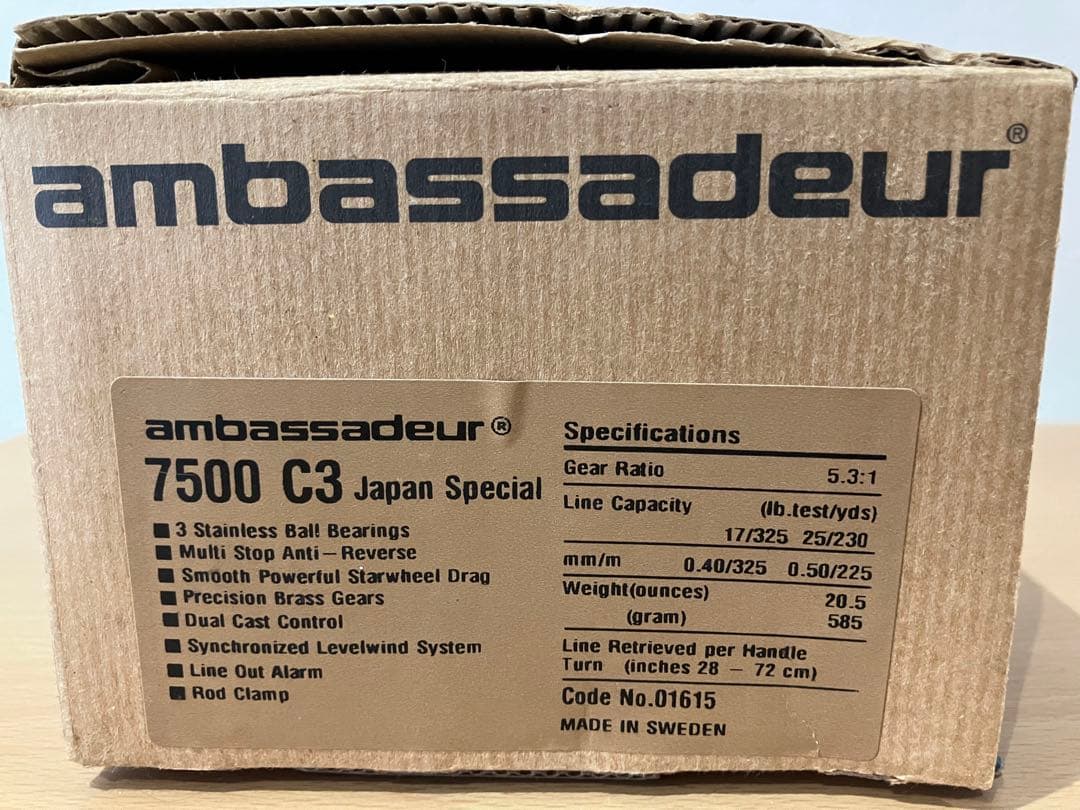 ambassadeur®
ambassadeur®
7500 C3 Japan Special
■ 3 Stainless Ball Bearings
■ Multi Stop Anti–Reverse
■ Smooth Powerful Starwheel Drag
■ Precision Brass Gears
■ Dual Cast Control
■ Synchronized Levelwind System
■ Line Out Alarm
■ Rod Clamp
Specifications
Gear Ratio 5.3:1
Line Capacity (lb.test/yds)
17/325 25/230
mm/m 0.40/325 0.50/225
Weight(ounces) 20.5
(gram) 585
Line Retrieved per Handle
Turn (inches 28 – 72 cm)
Code No.01615
MADE IN SWEDEN